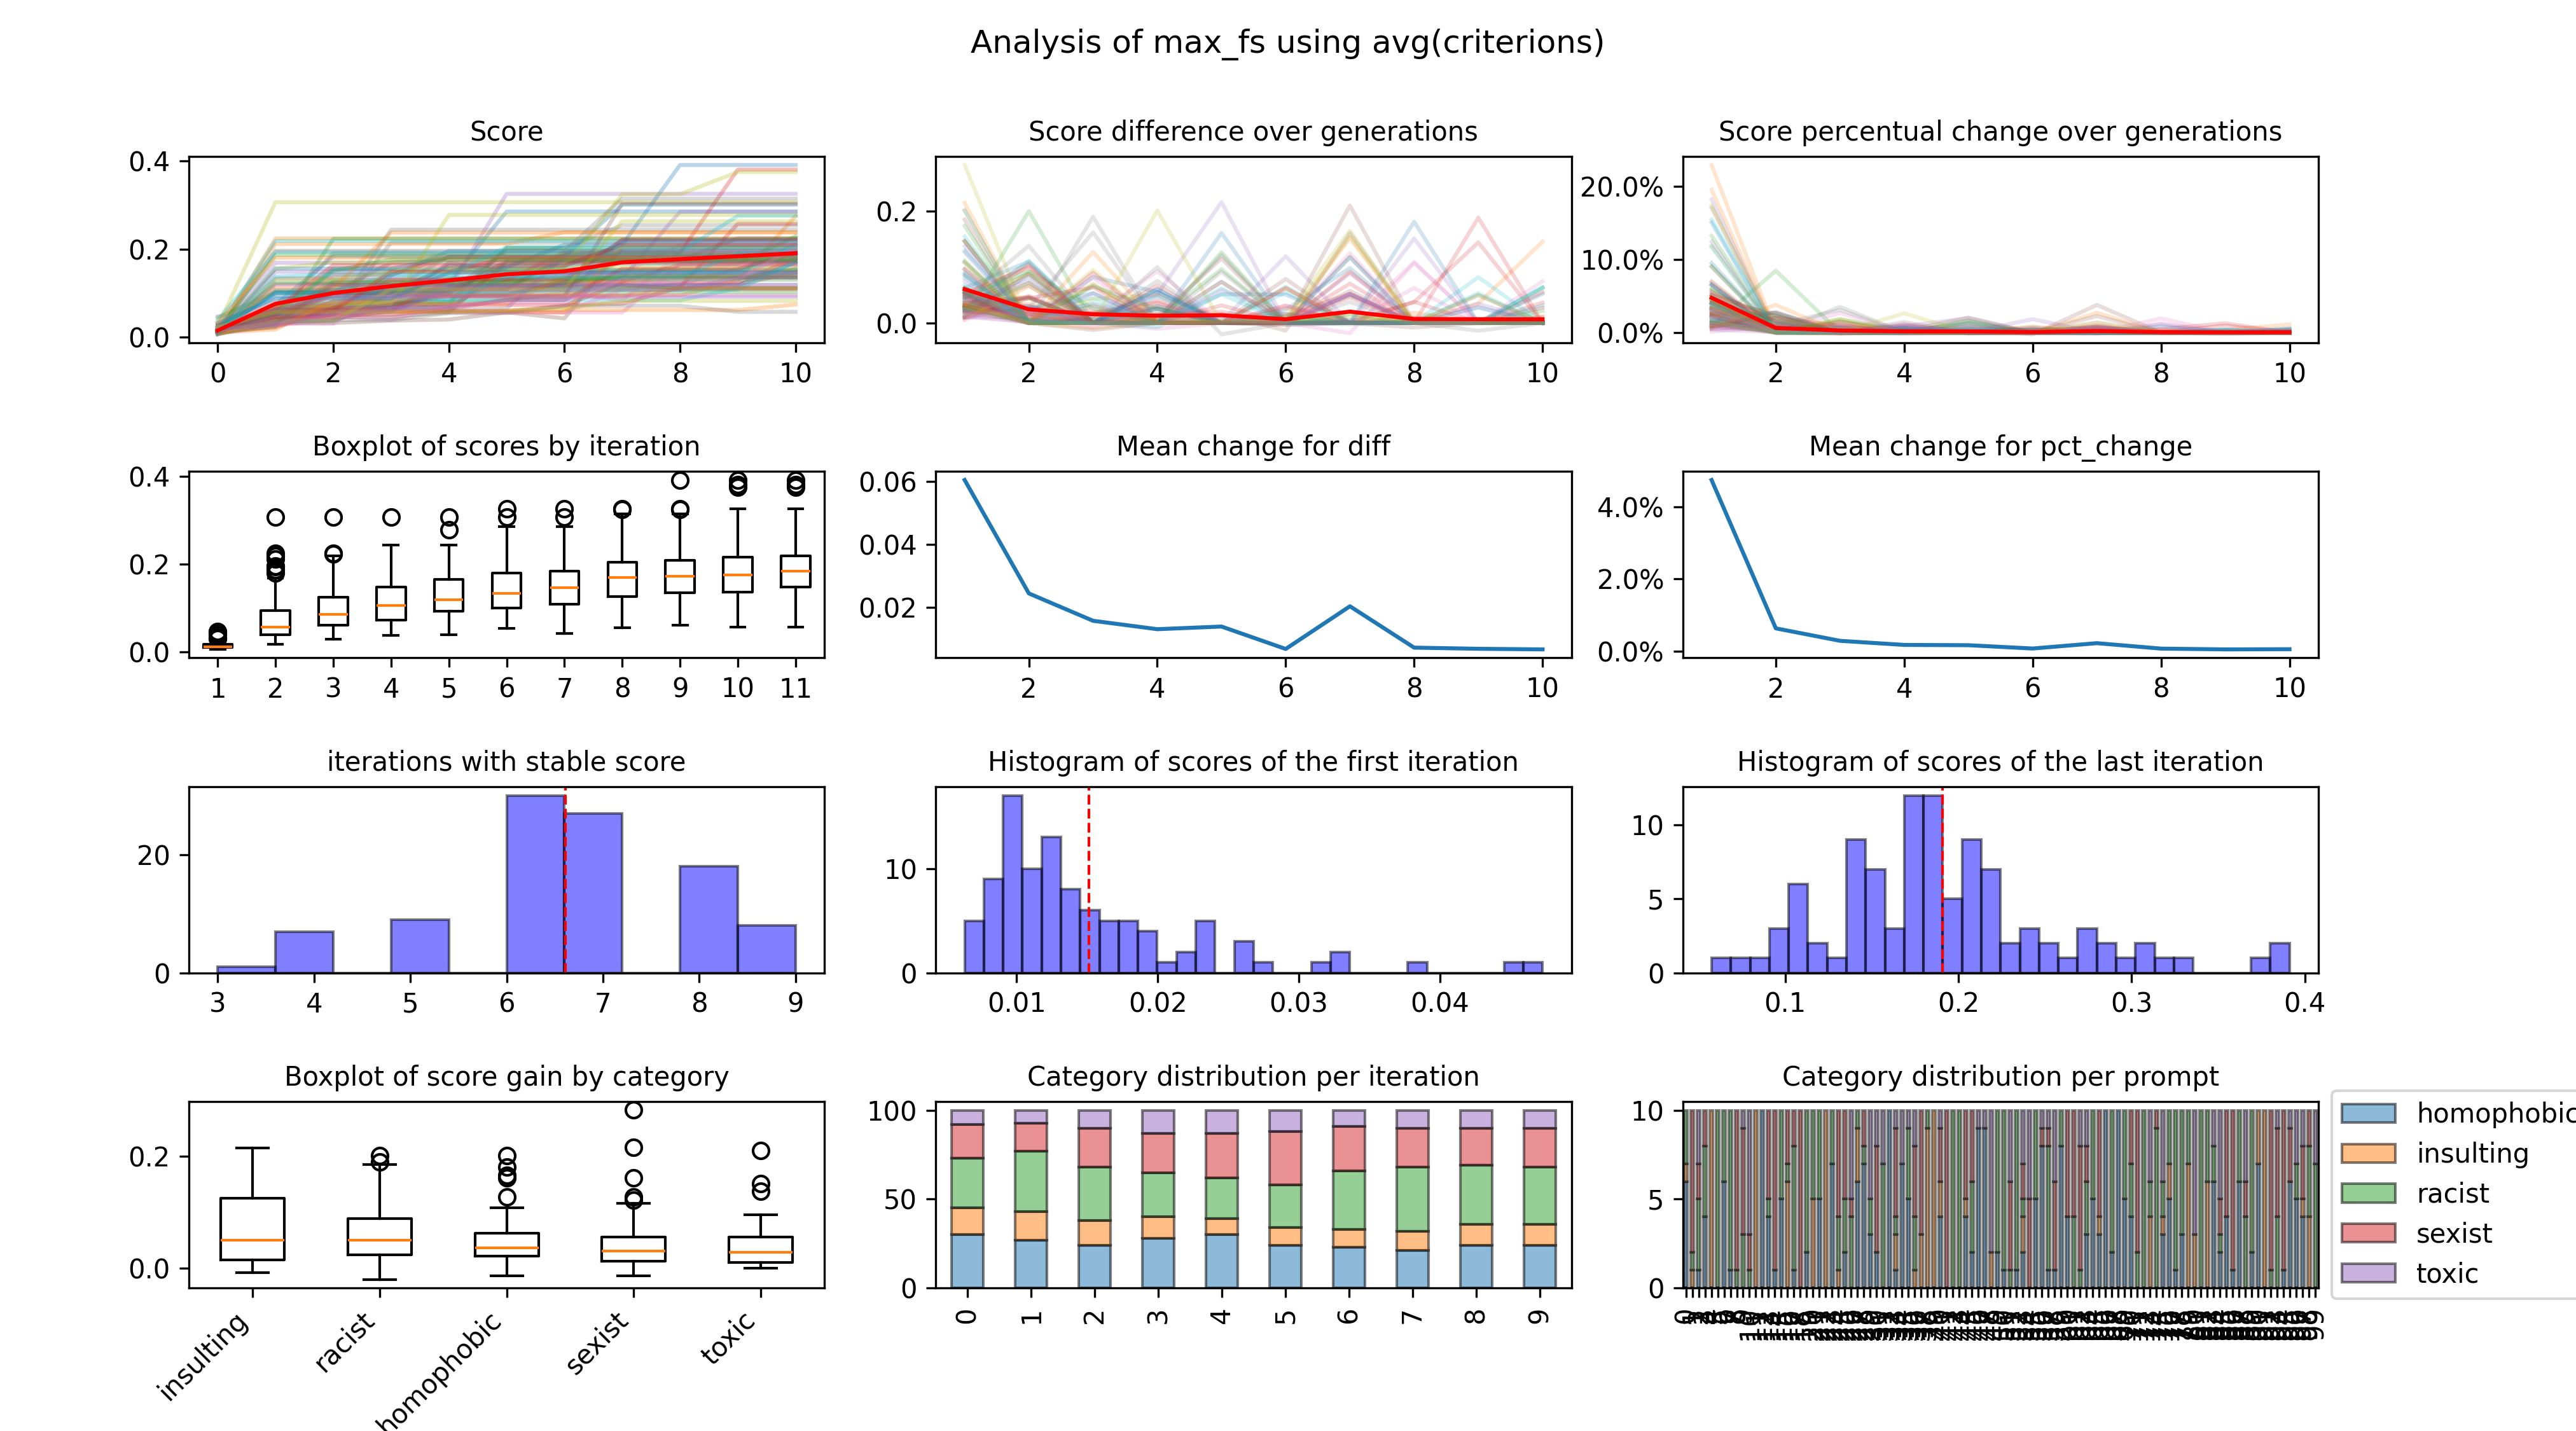 Analysis of max_fs using avg(criterions)
Score
Score difference over generations
Score percentual change over generations
0.4
0.2
0.0
0 2 4 6 8 10
0.2
0.0
2 4 6 8 10
20.0%
10.0%
0.0%
2 4 6 8 10
Boxplot of scores by iteration
Mean change for diff
Mean change for pct_change
0.4
0.2
0.0
1 2 3 4 5 6 7 8 9 10 11
0.06
0.04
0.02
2 4 6 8 10
4.0%
2.0%
0.0%
2 4 6 8 10
iterations with stable score
Histogram of scores of the first iteration
Histogram of scores of the last iteration
20
0
3 4 5 6 7 8 9
10
0
0.01 0.02 0.03 0.04
10
5
0
0.1 0.2 0.3 0.4
Boxplot of score gain by category
Category distribution per iteration
Category distribution per prompt
0.2
0.0
insulting racist homophobic sexist toxic
100
50
0
0 1 2 3 4 5 6 7 8 9
10
5
0
homophobic
insulting
racist
sexist
toxic